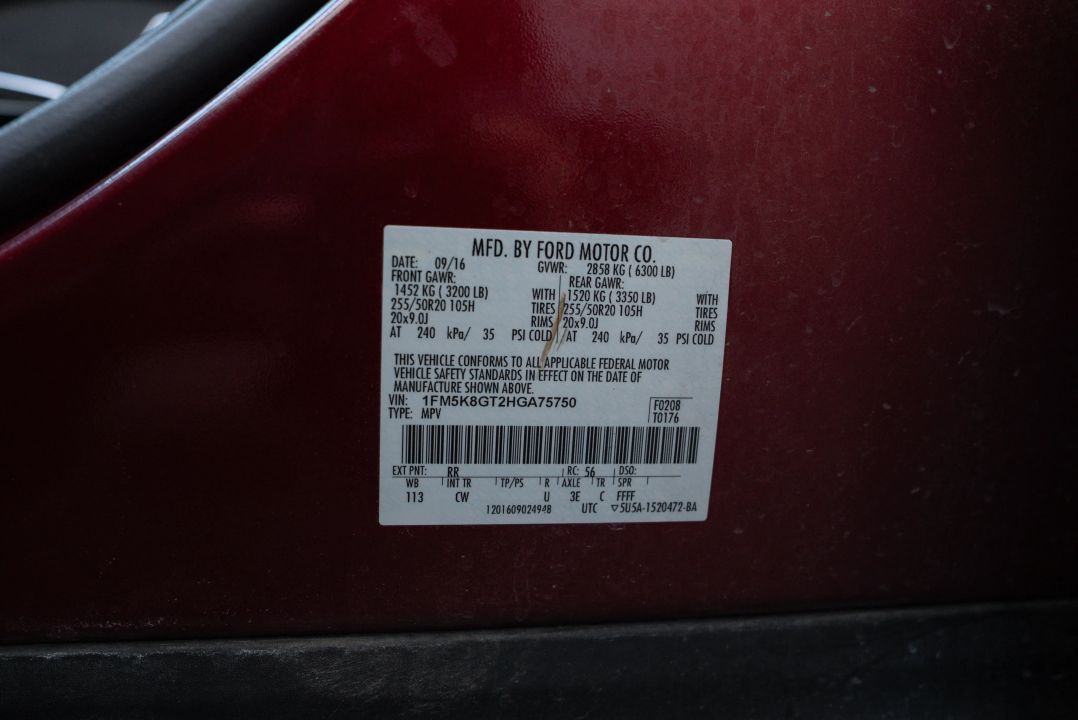 MFD. BY FORD MOTOR CO.
DATE: 09/16 GVWR: 2858 KG ( 6300 LB)
FRONT GAWR: REAR GAWR:
1452 KG ( 3200 LB) WITH 1520 KG ( 3350 LB) WITH
255/50R20 105H TIRES 255/50R20 105H TIRES
20x9.0J RIMS 20x9.0J RIMS
AT 240 kPa/ 35 PSI COLD AT 240 kPa/ 35 PSI COLD
THIS VEHICLE CONFORMS TO ALL APPLICABLE FEDERAL MOTOR
VEHICLE SAFETY STANDARDS IN EFFECT ON THE DATE OF
MANUFACTURE SHOWN ABOVE.
VIN: 1FM5K8GT2HGA75750 F0208
TYPE: MPV T0176
EXT PNT: RR RC: 56 DSO:
WB INT TR TP/PS R AXLE TR SPR
113 CW U 3E C FFFF
1201609024948 UTC ▽5U5A-1520472-BA